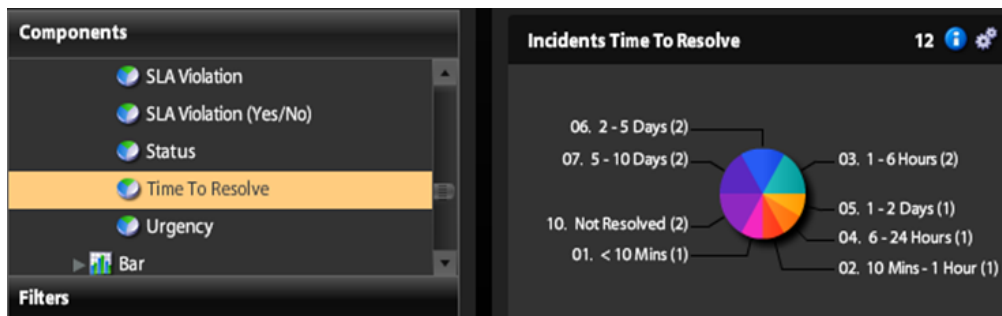 Components
SLA Violation
SLA Violation (Yes/No)
Status
Time To Resolve
Urgency
Bar
Filters
Incidents Time To Resolve 12
06. 2 - 5 Days (2)
07. 5 - 10 Days (2)
10. Not Resolved (2)
01. < 10 Mins (1)
03. 1 - 6 Hours (2)
05. 1 - 2 Days (1)
04. 6 - 24 Hours (1)
02. 10 Mins - 1 Hour (1)